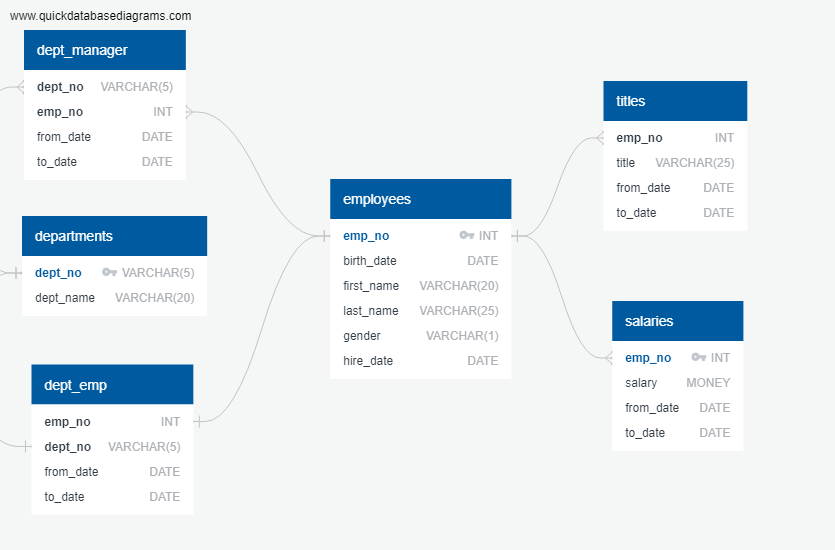 www.quickdatabasediagrams.com
dept_manager
dept_no VARCHAR(5)
emp_no INT
from_date DATE
to_date DATE
departments
dept_no VARCHAR(5)
dept_name VARCHAR(20)
dept_emp
emp_no INT
dept_no VARCHAR(5)
from_date DATE
to_date DATE
employees
emp_no INT
birth_date DATE
first_name VARCHAR(20)
last_name VARCHAR(25)
gender VARCHAR(1)
hire_date DATE
titles
emp_no INT
title VARCHAR(25)
from_date DATE
to_date DATE
salaries
emp_no INT
salary MONEY
from_date DATE
to_date DATE